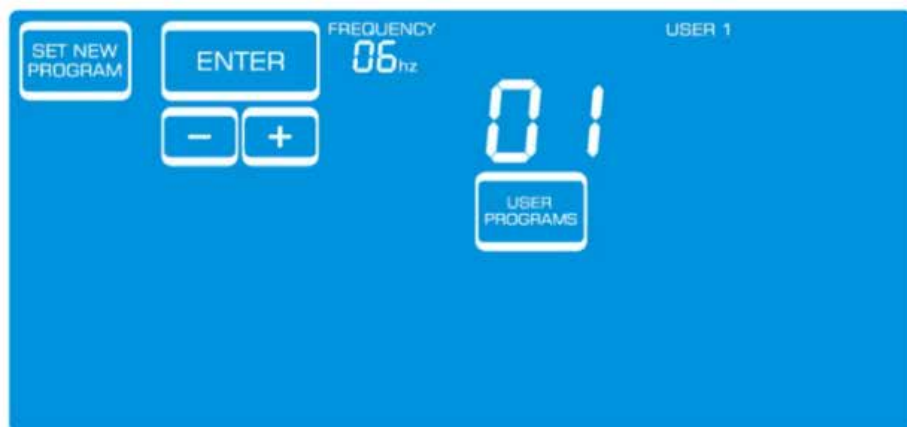 SET NEW
PROGRAM
ENTER
FREQUENCY
06hz
USER 1
−
+
01
USER
PROGRAMS